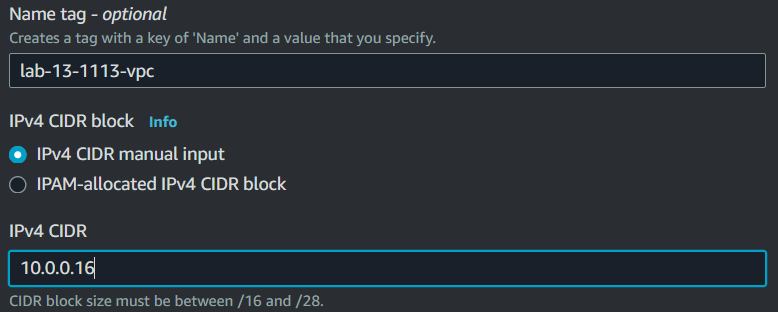 Name tag - optional
Creates a tag with a key of 'Name' and a value that you specify.
lab-13-1113-vpc
IPv4 CIDR block Info
IPv4 CIDR manual input
IPAM-allocated IPv4 CIDR block
IPv4 CIDR
10.0.0.16
CIDR block size must be between /16 and /28.